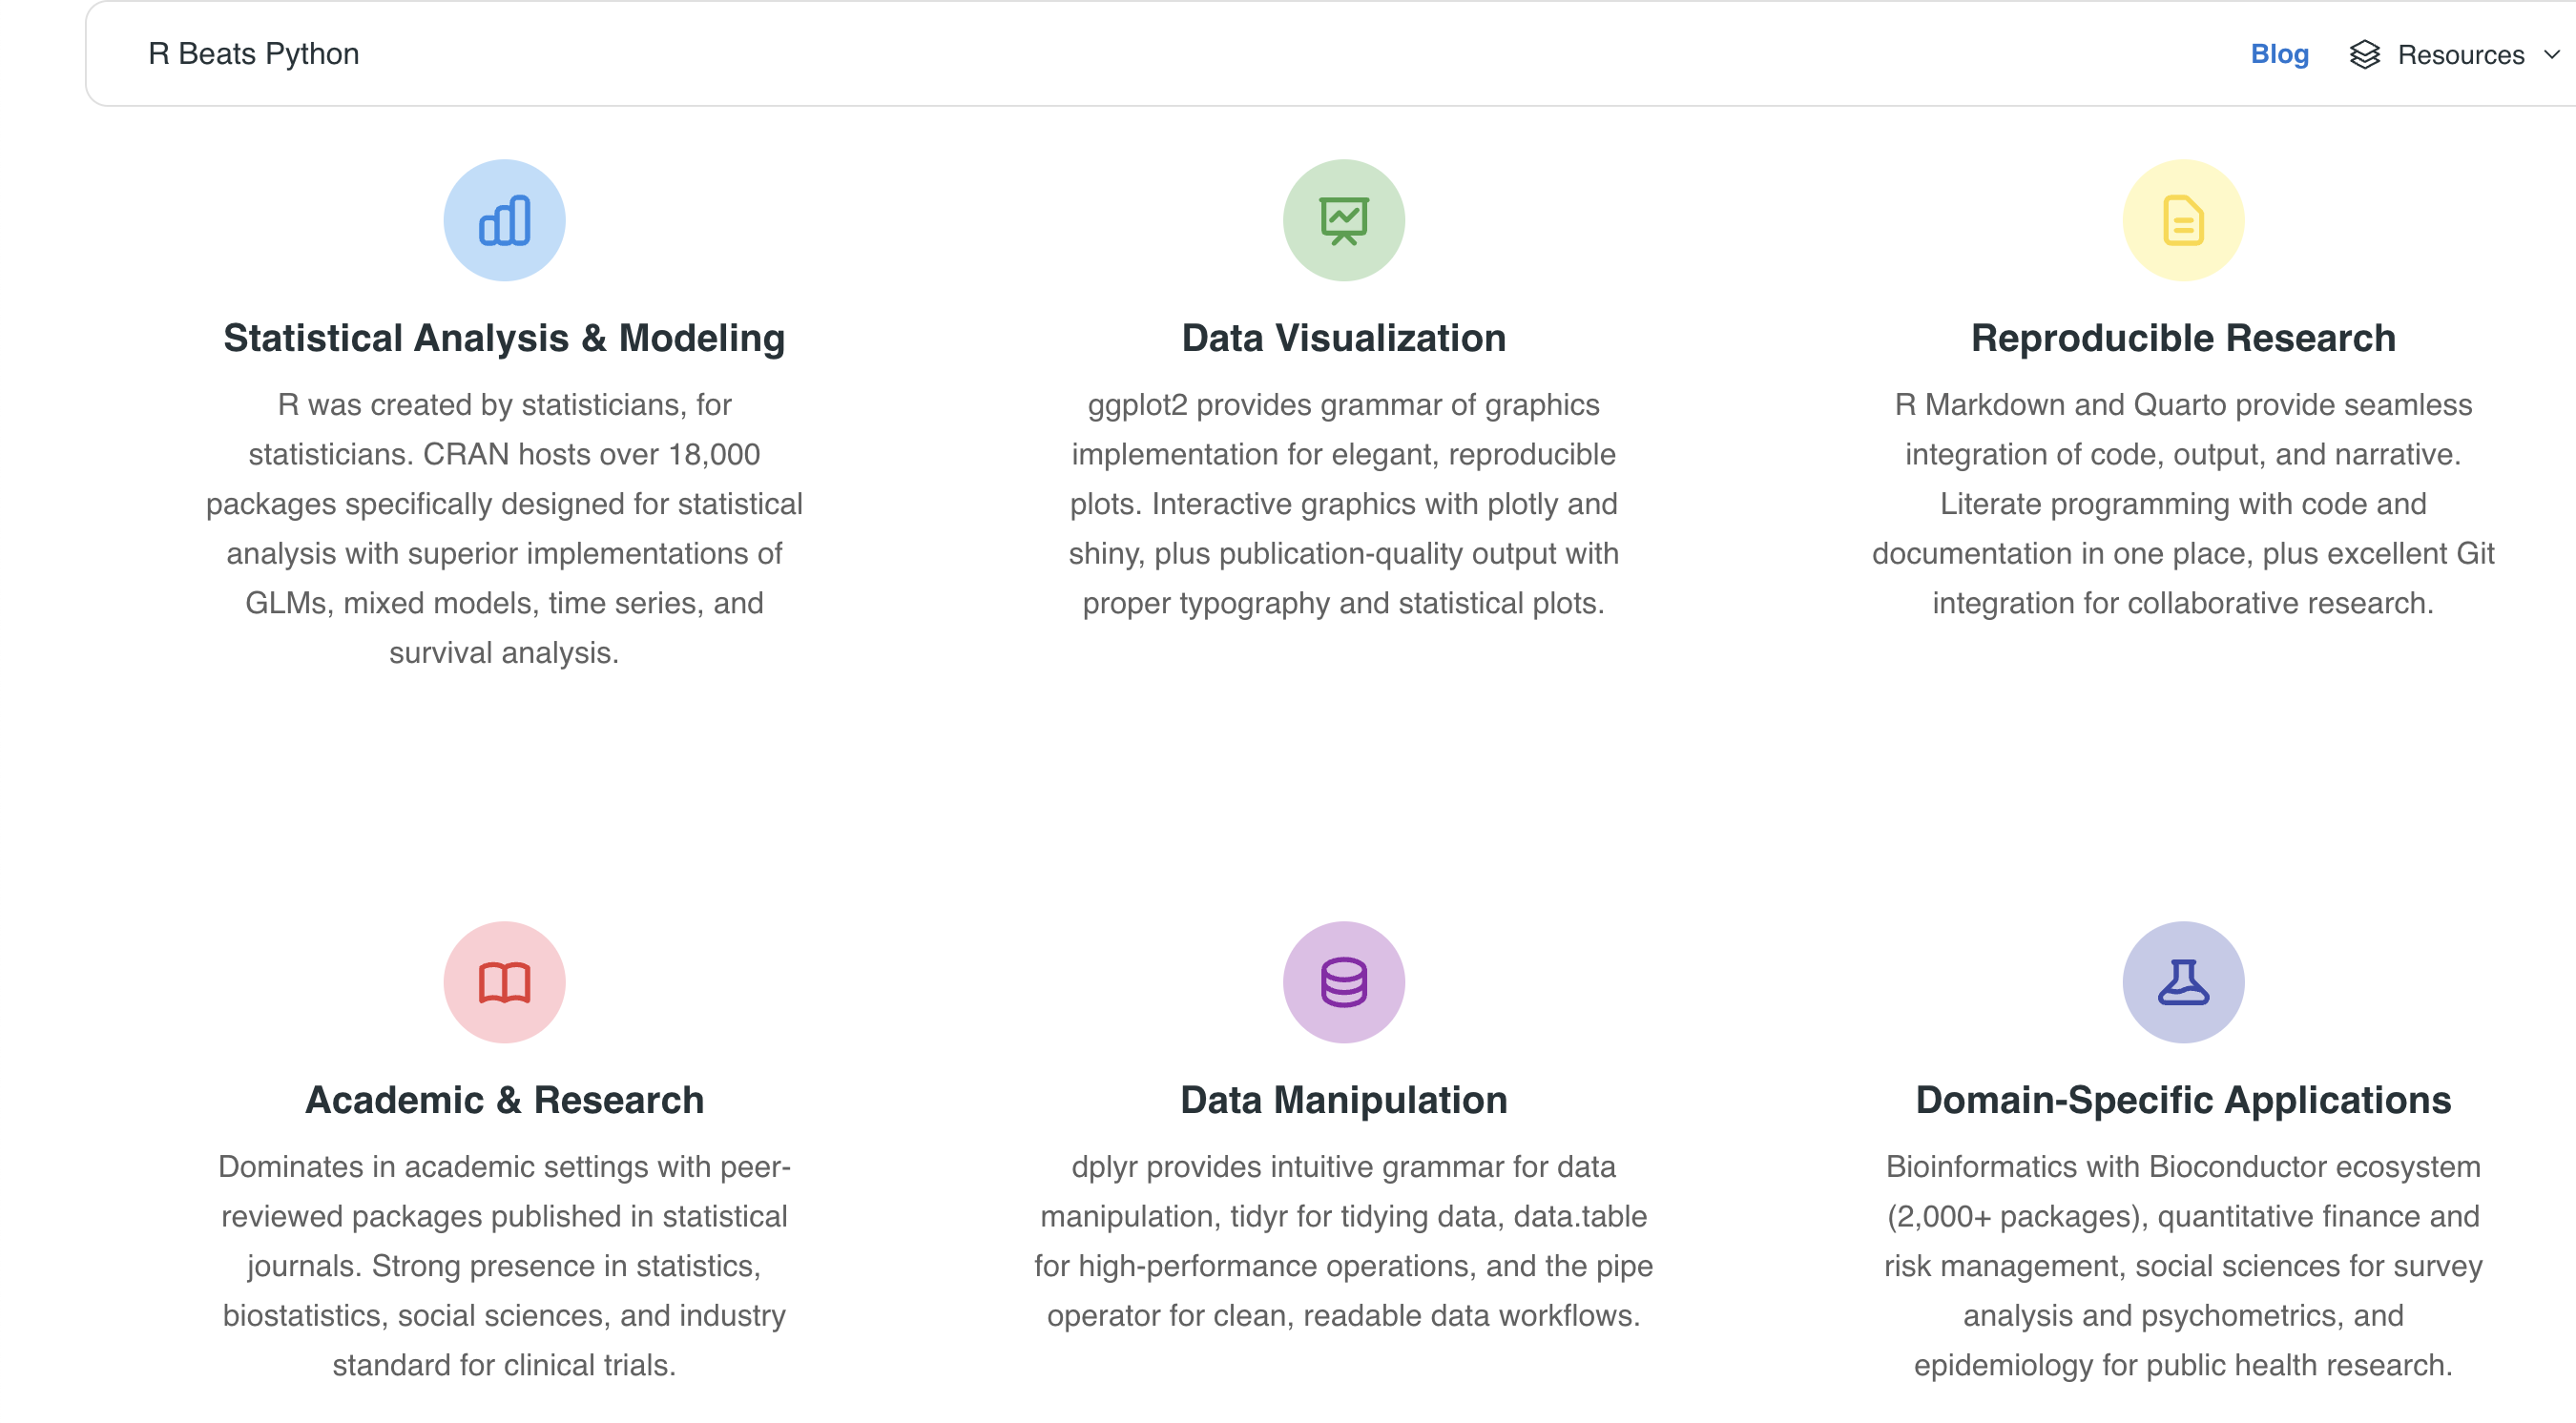 R Beats Python
Blog
Resources
Statistical Analysis & Modeling
R was created by statisticians, for
statisticians. CRAN hosts over 18,000
packages specifically designed for statistical
analysis with superior implementations of
GLMs, mixed models, time series, and
survival analysis.
Data Visualization
ggplot2 provides grammar of graphics
implementation for elegant, reproducible
plots. Interactive graphics with plotly and
shiny, plus publication-quality output with
proper typography and statistical plots.
Reproducible Research
R Markdown and Quarto provide seamless
integration of code, output, and narrative.
Literate programming with code and
documentation in one place, plus excellent Git
integration for collaborative research.
Academic & Research
Dominates in academic settings with peer-
reviewed packages published in statistical
journals. Strong presence in statistics,
biostatistics, social sciences, and industry
standard for clinical trials.
Data Manipulation
dplyr provides intuitive grammar for data
manipulation, tidyr for tidying data, data.table
for high-performance operations, and the pipe
operator for clean, readable data workflows.
Domain-Specific Applications
Bioinformatics with Bioconductor ecosystem
(2,000+ packages), quantitative finance and
risk management, social sciences for survey
analysis and psychometrics, and
epidemiology for public health research.